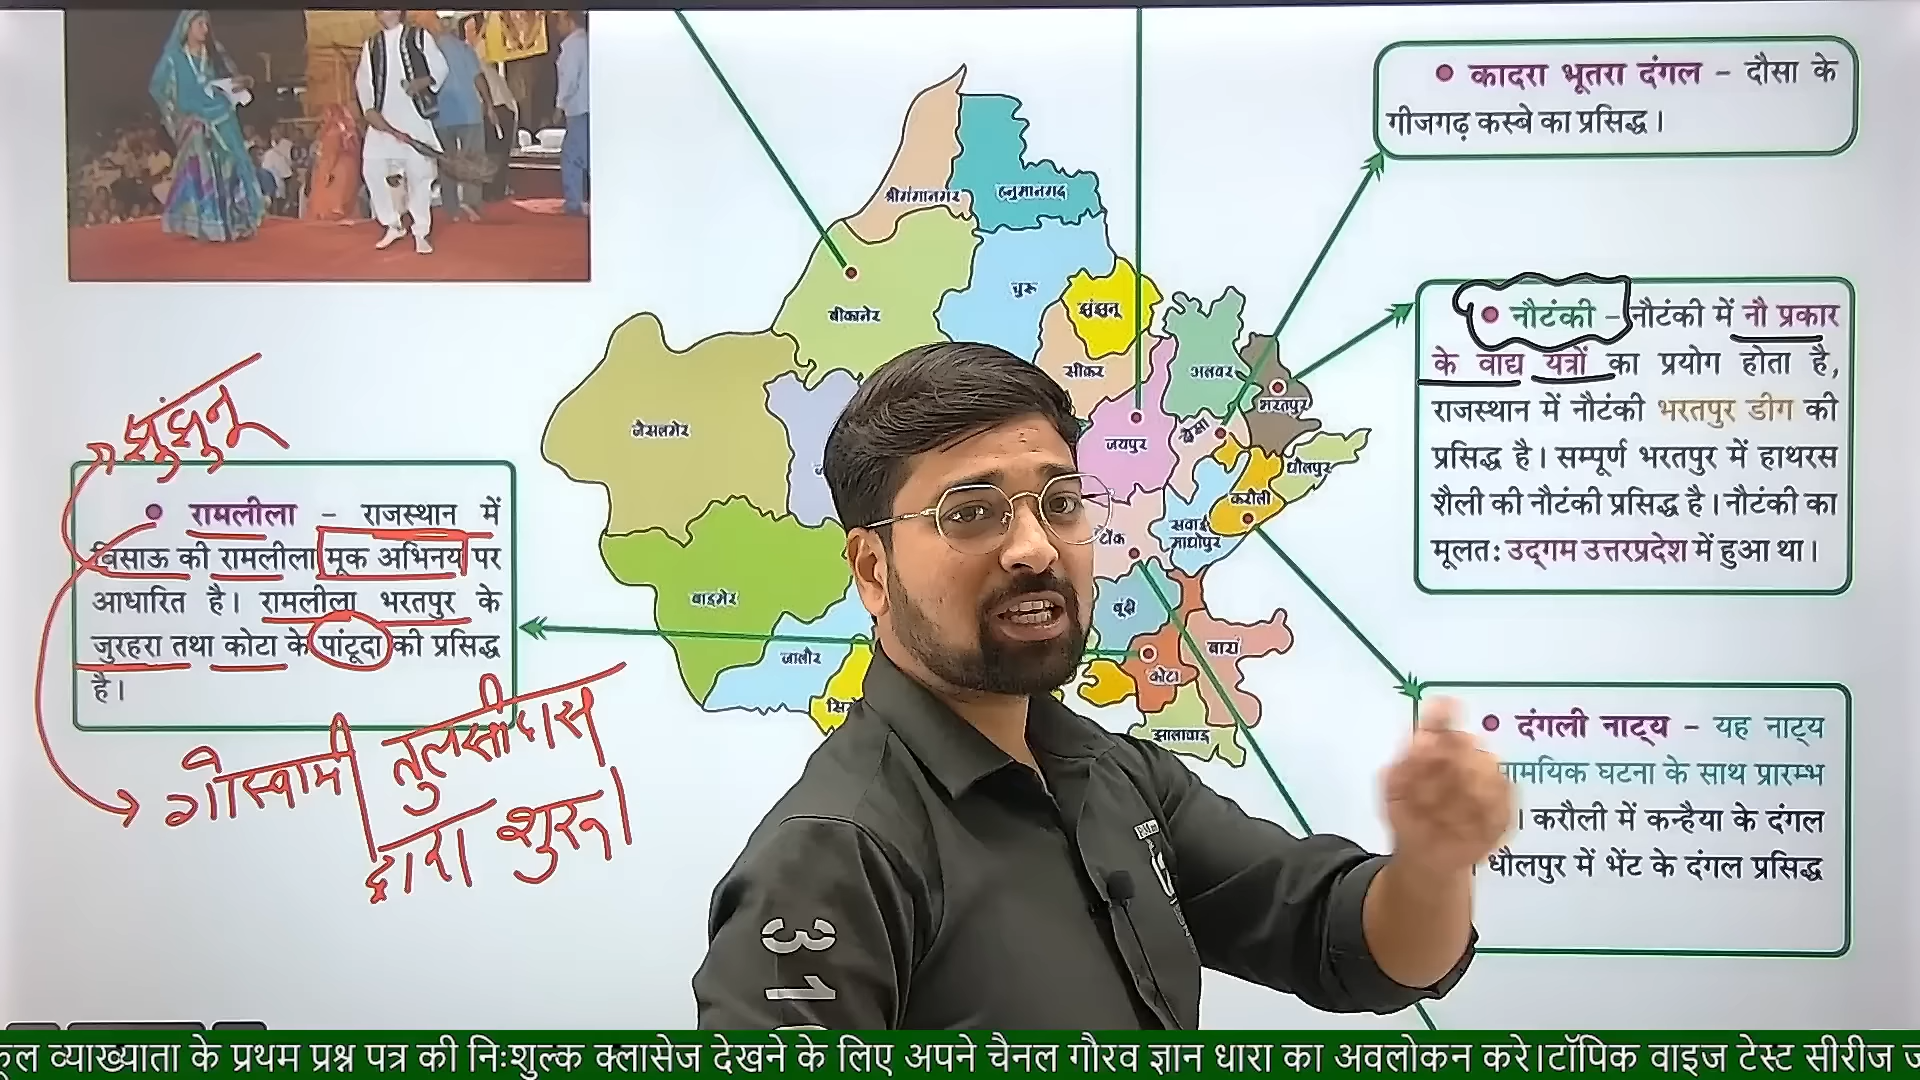 कादरा भूतरा दंगल – दौसा के
गीजगढ़ कस्बे का प्रसिद्ध।
श्रीगंगानगर
हनुमानगढ़
बीकानेर
चुरू
झुंझुनू
सीकर
अलवर
भरतपुर
जैसलमेर
जयपुर
दौसा
धौलपुर
करौली
सवाई
माधोपुर
टोंक
बाड़मेर
बूंदी
बारां
जालौर
कोटा
झालावाड़
नौटंकी – नौटंकी में नौ प्रकार
के वाद्य यत्रों का प्रयोग होता है,
राजस्थान में नौटंकी भरतपुर डीग की
प्रसिद्ध है। सम्पूर्ण भरतपुर में हाथरस
शैली की नौटंकी प्रसिद्ध है। नौटंकी का
मूलत: उद्गम उत्तरप्रदेश में हुआ था।
झुंझुनू
रामलीला – राजस्थान में
बिसाऊ की रामलीला मूक अभिनय पर
आधारित है। रामलीला भरतपुर के
जुरहरा तथा कोटा के पांटूदा की प्रसिद्ध
है।
गोस्वामी तुलसीदास
द्वारा शुरू
दंगली नाट्य – यह नाट्य
घटना के साथ प्रारम्भ
। करौली में कन्हैया के दंगल
धौलपुर में भेंट के दंगल प्रसिद्ध
310
व्याख्याता के प्रथम प्रश्न पत्र की निःशुल्क क्लासेज देखने के लिए अपने चैनल गौरव ज्ञान धारा का अवलोकन करे।टॉपिक वाइज टेस्ट सीरीज